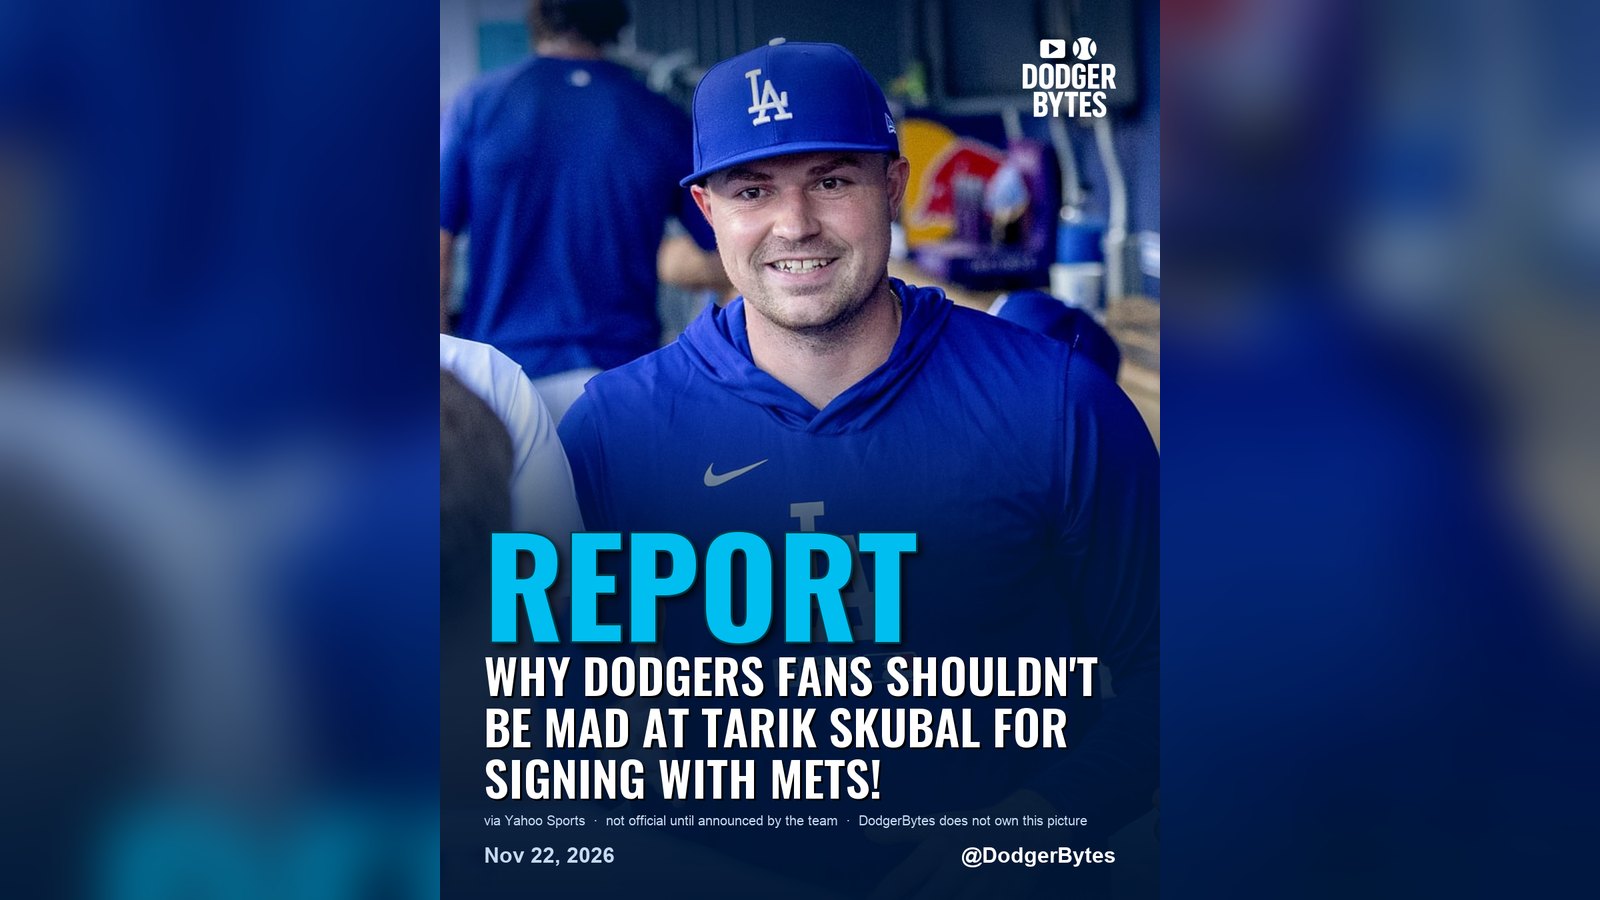 LA
DODGER
BYTES
LA
REPORT
WHY DODGERS FANS SHOULDN'T
BE MAD AT TARIK SKUBAL FOR
SIGNING WITH METS!
via Yahoo Sports · not official until announced by the team · DodgerBytes does not own this picture
Nov 22, 2026
@DodgerBytes